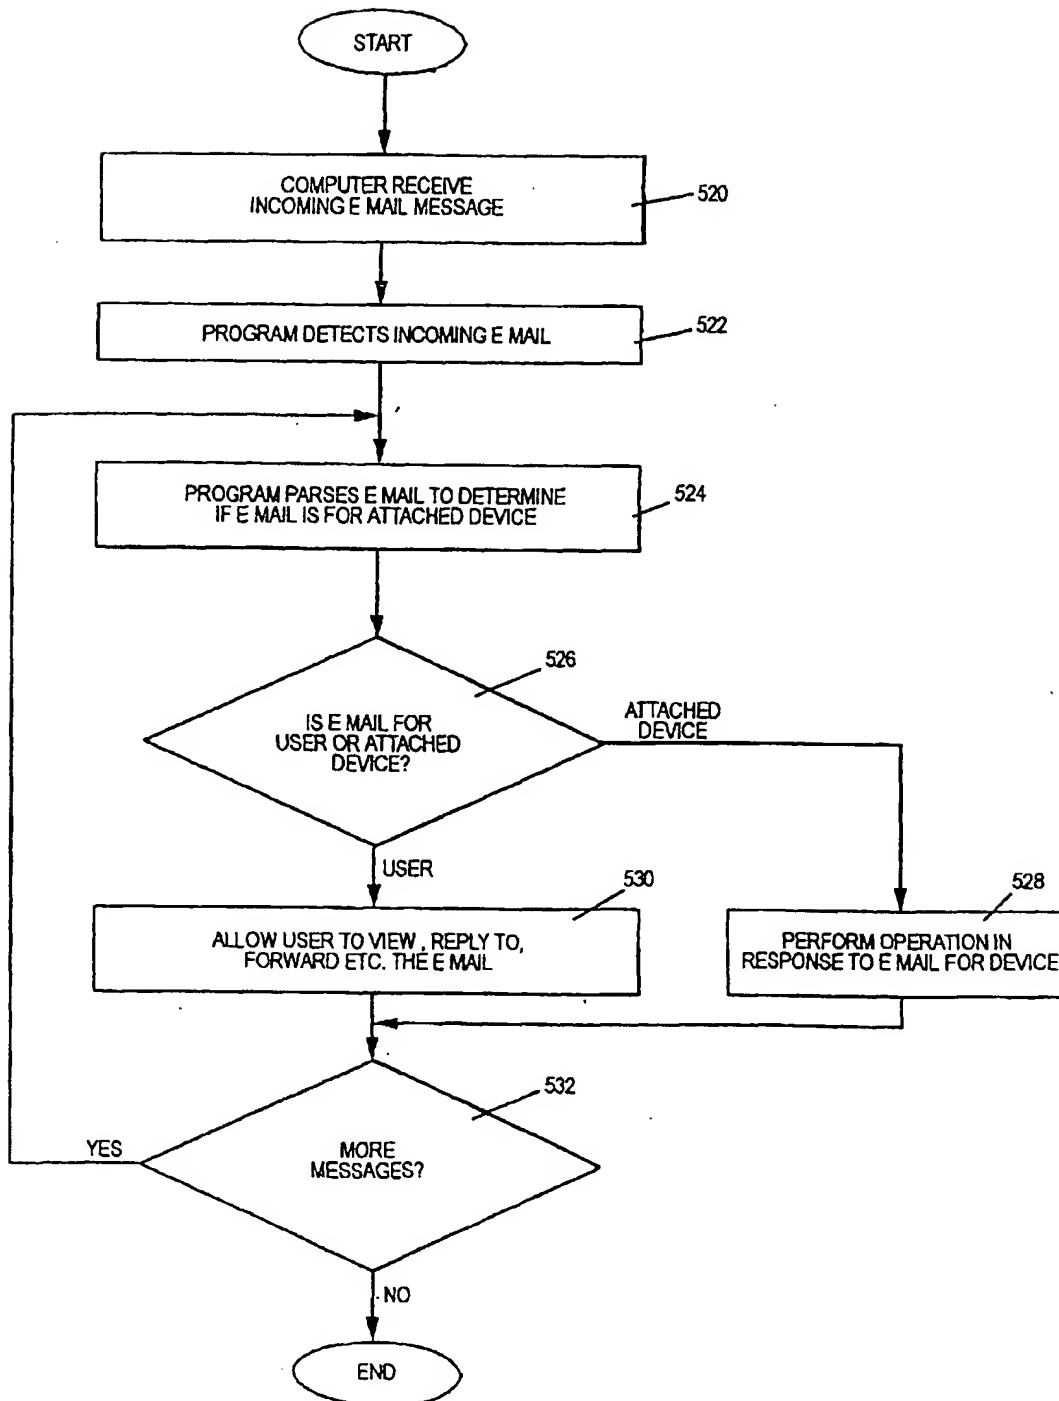 START
COMPUTER RECEIVE
INCOMING E MAIL MESSAGE
520
PROGRAM DETECTS INCOMING E MAIL
522
PROGRAM PARSES E MAIL TO DETERMINE
IF E MAIL IS FOR ATTACHED DEVICE
524
526
IS E MAIL FOR
USER OR ATTACHED
DEVICE?
ATTACHED
DEVICE
USER
530
ALLOW USER TO VIEW , REPLY TO,
FORWARD ETC. THE E MAIL
528
PERFORM OPERATION IN
RESPONSE TO E MAIL FOR DEVICE
532
MORE
MESSAGES?
YES
NO
END